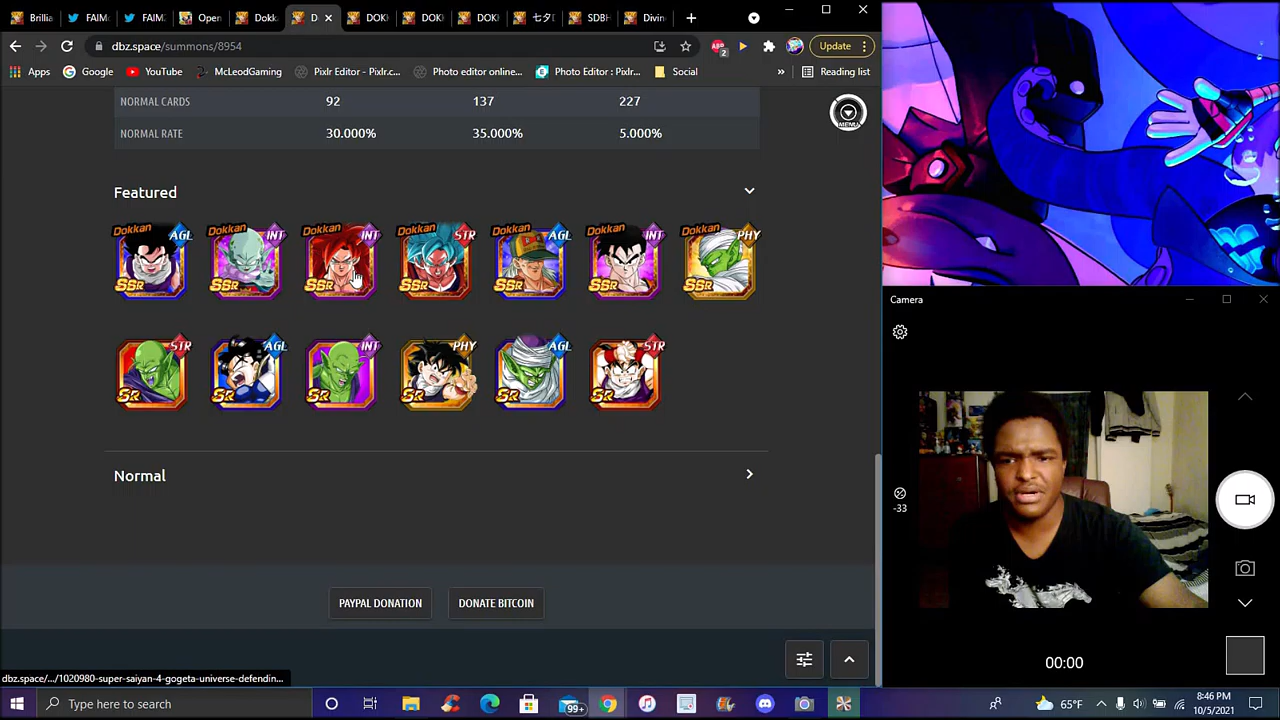 Brillia
FAIM
FAIM
Open
Dokk
D
DOK
DOK
DOK
七夕
SDBH
Divin
dbz.space/summons/8954
ABP
2
Update
Apps
Google
YouTube
McLeodGaming
Pixlr Editor - Pixlr.c...
Photo editor online...
Photo Editor : Pixlr...
Social
»
Reading list
NORMAL CARDS 92 137 227
NORMAL RATE 30.000% 35.000% 5.000%
MENU
Featured
Dokkan AGL SSR
Dokkan INT SSR
Dokkan INT SSR
Dokkan STR SSR
Dokkan AGL SSR
Dokkan INT SSR
Dokkan PHY SSR
STR SR
AGL SR
INT SR
PHY SR
AGL SR
STR SR
Normal
PAYPAL DONATION
DONATE BITCOIN
dbz.space/.../1020980-super-saiyan-4-gogeta-universe-defendin...
Camera
-33
00:00
Type here to search
99+
65°F
8:46 PM
10/5/2021